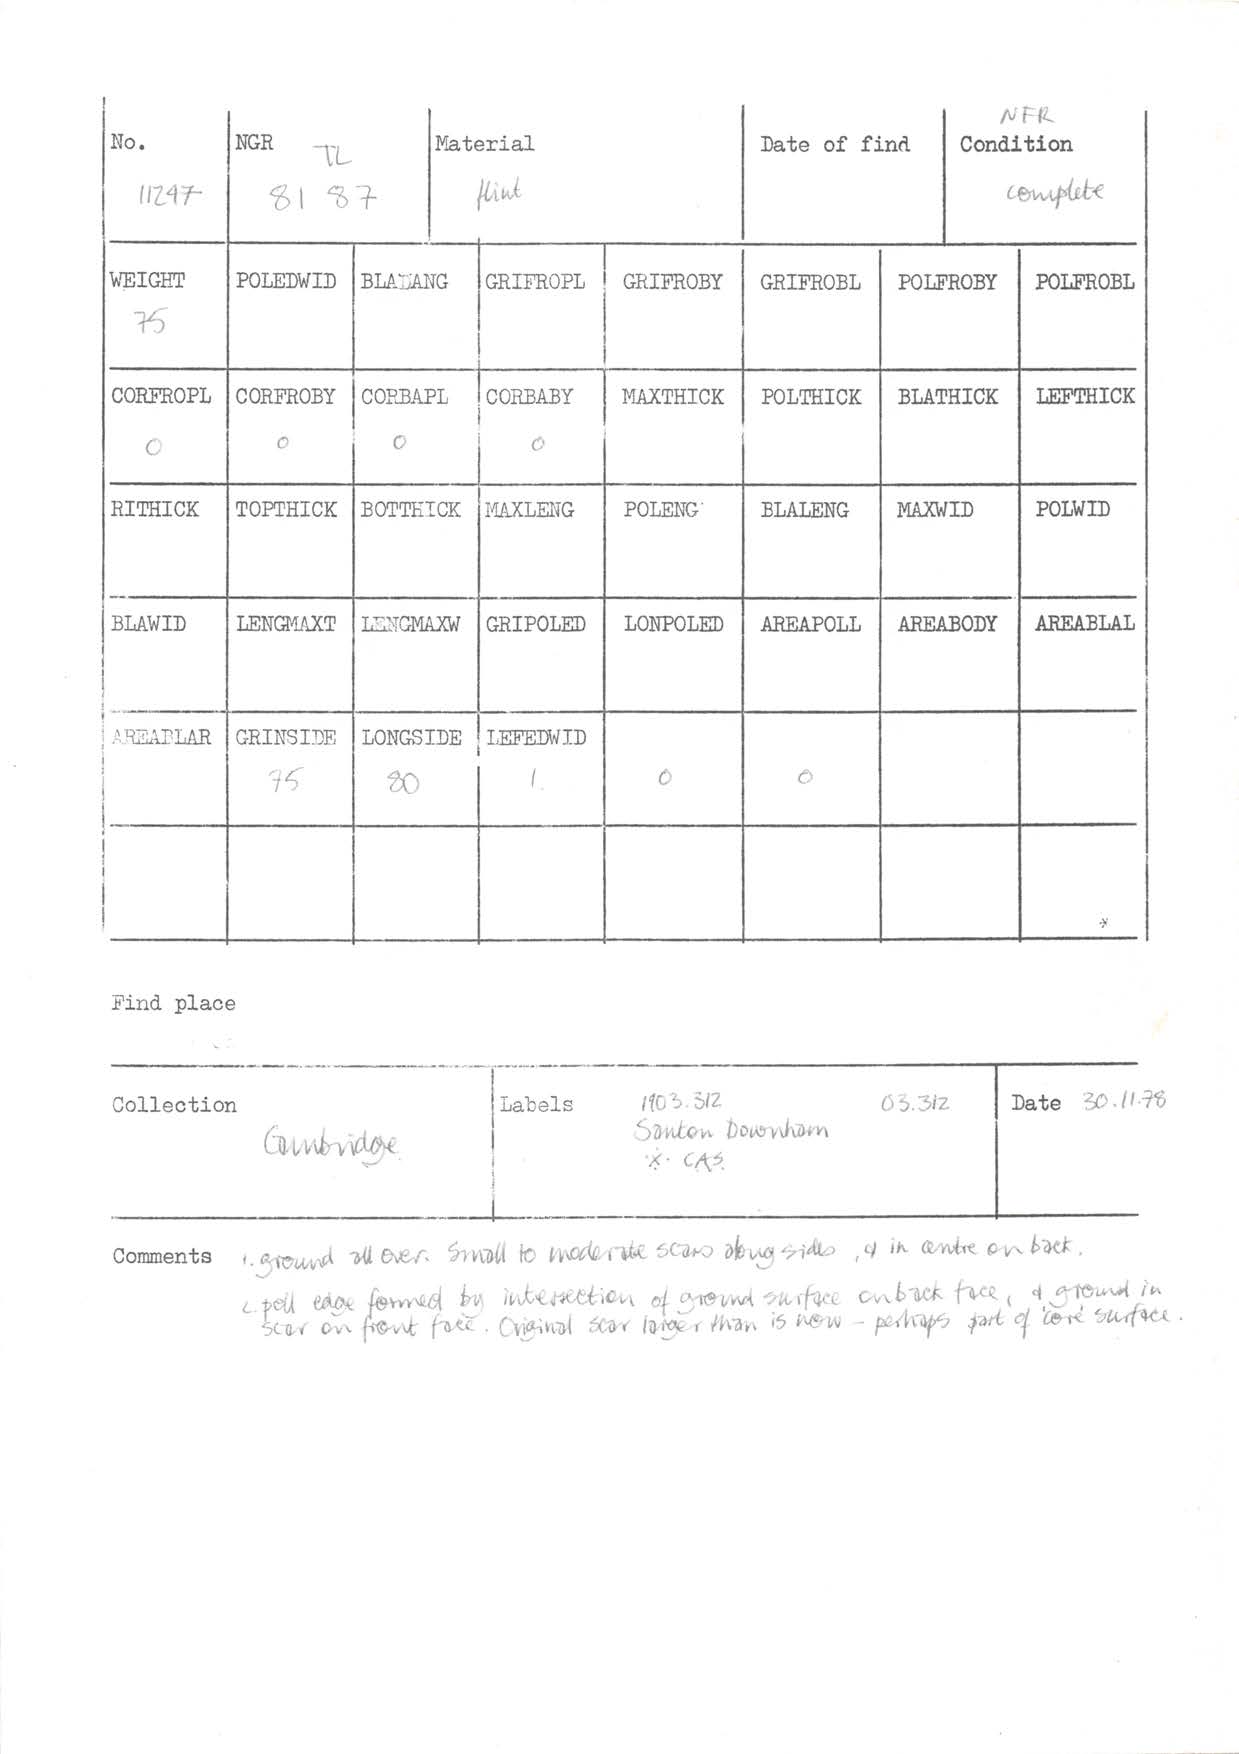 NFR
No. NGR TL Material Date of find Condition
11247 81 87 flint complete
WEIGHT POLEDWID BLADANG GRIFROPL GRIFROBY GRIFROBL POLFROBY POLFROBL
75
CORFROPL CORFROBY CORBAPL CORBABY MAXTHICK POLTHICK BLATHICK LEFTHICK
0 0 0 0
RITHICK TOPTHICK BOTTHICK MAXLENG POLENG BLALENG MAXWID POLWID
BLAWID LENGMAXT LENGMAXW GRIPOLED LONPOLED AREAPOLL AREABODY AREABLAL
AREABLAR GRINSIDE LONGSIDE LEFEDWID
75 80 1. 0 0
*
Find place
Collection Labels 1903.312 03.312 Date 30.11.78
Cambridge Santon Downham
※. CAS.
Comments 1. ground all over. Small to moderate scars along sides, & in centre on back.
2. poll edge formed by intersection of ground surface on back face, & ground in
scar on front face. Original scar larger than is now – perhaps part of 'core' surface.